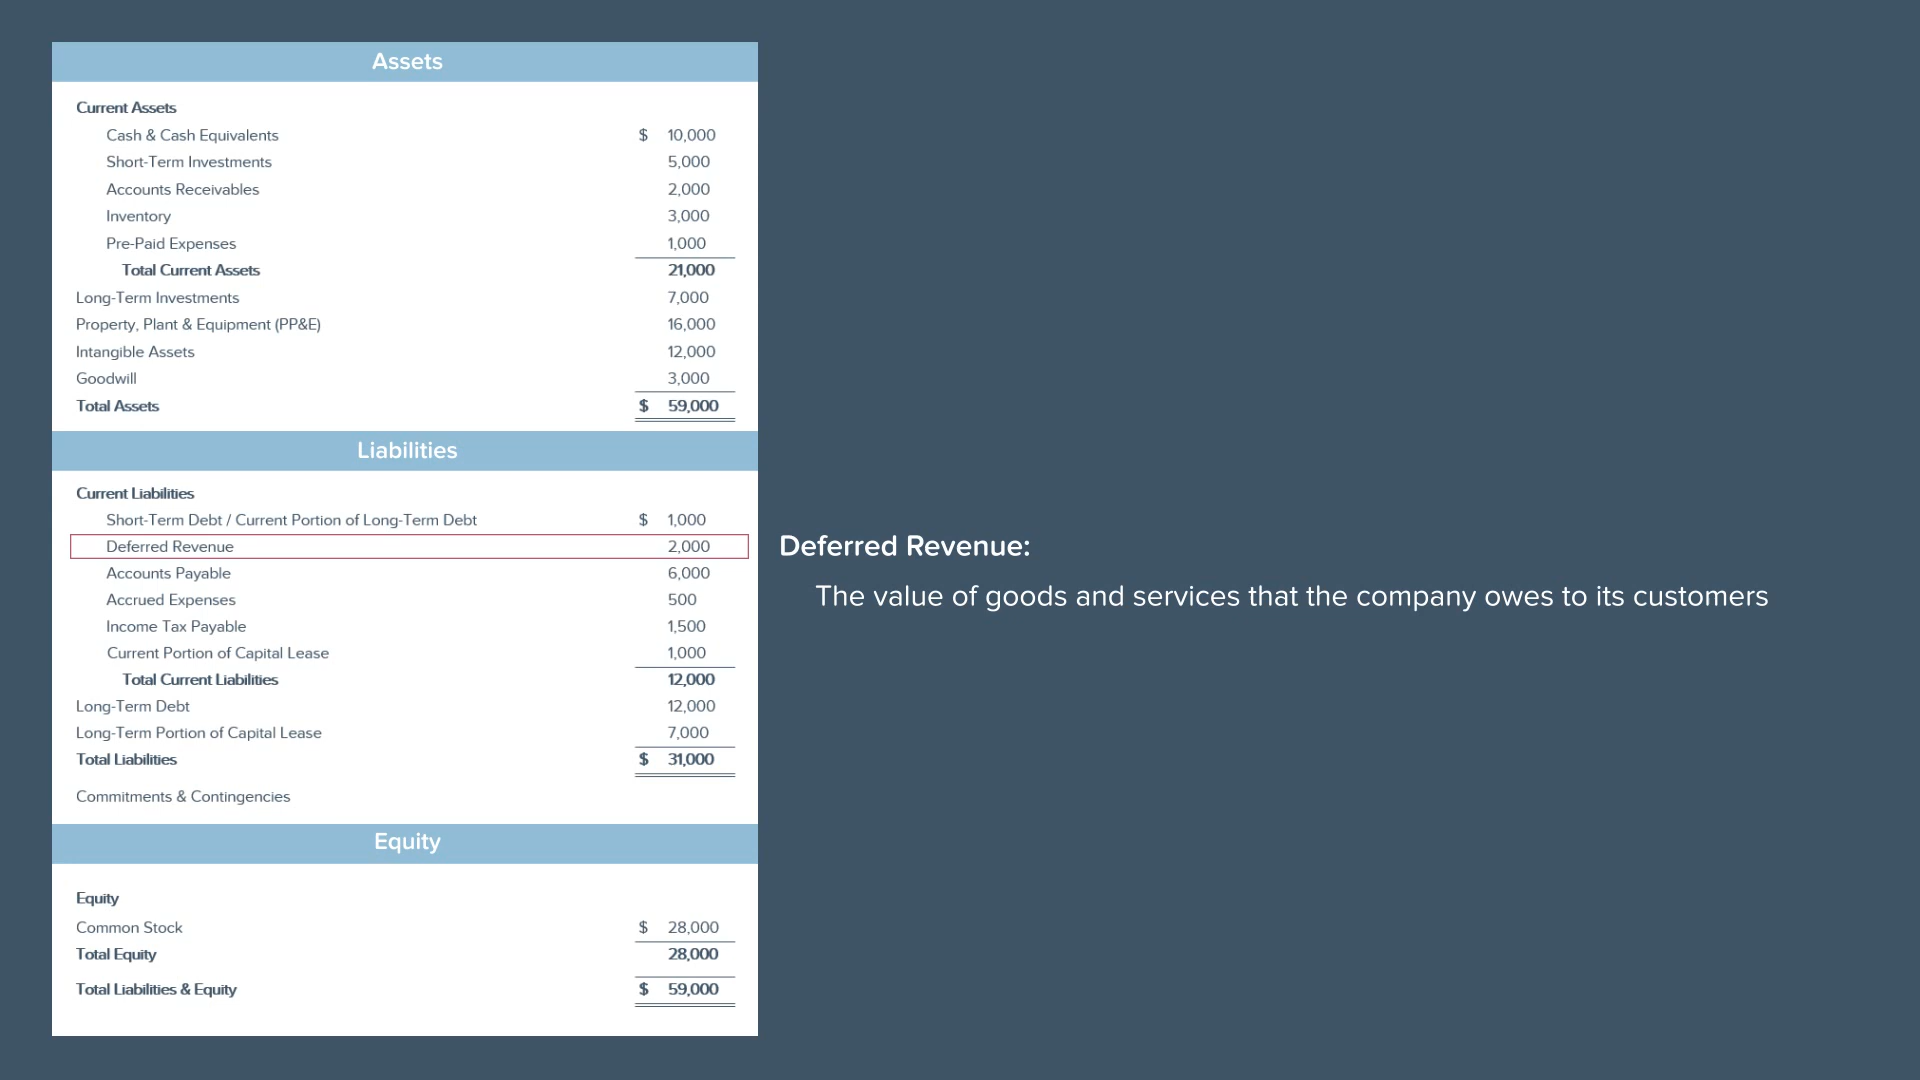 Assets
Current Assets
Cash & Cash Equivalents $ 10,000
Short-Term Investments 5,000
Accounts Receivables 2,000
Inventory 3,000
Pre-Paid Expenses 1,000
Total Current Assets 21,000
Long-Term Investments 7,000
Property, Plant & Equipment (PP&E) 16,000
Intangible Assets 12,000
Goodwill 3,000
Total Assets $ 59,000
Liabilities
Current Liabilities
Short-Term Debt / Current Portion of Long-Term Debt $ 1,000
Deferred Revenue 2,000
Accounts Payable 6,000
Accrued Expenses 500
Income Tax Payable 1,500
Current Portion of Capital Lease 1,000
Total Current Liabilities 12,000
Long-Term Debt 12,000
Long-Term Portion of Capital Lease 7,000
Total Liabilities $ 31,000
Commitments & Contingencies
Equity
Equity
Common Stock $ 28,000
Total Equity 28,000
Total Liabilities & Equity $ 59,000
Deferred Revenue:
The value of goods and services that the company owes to its customers